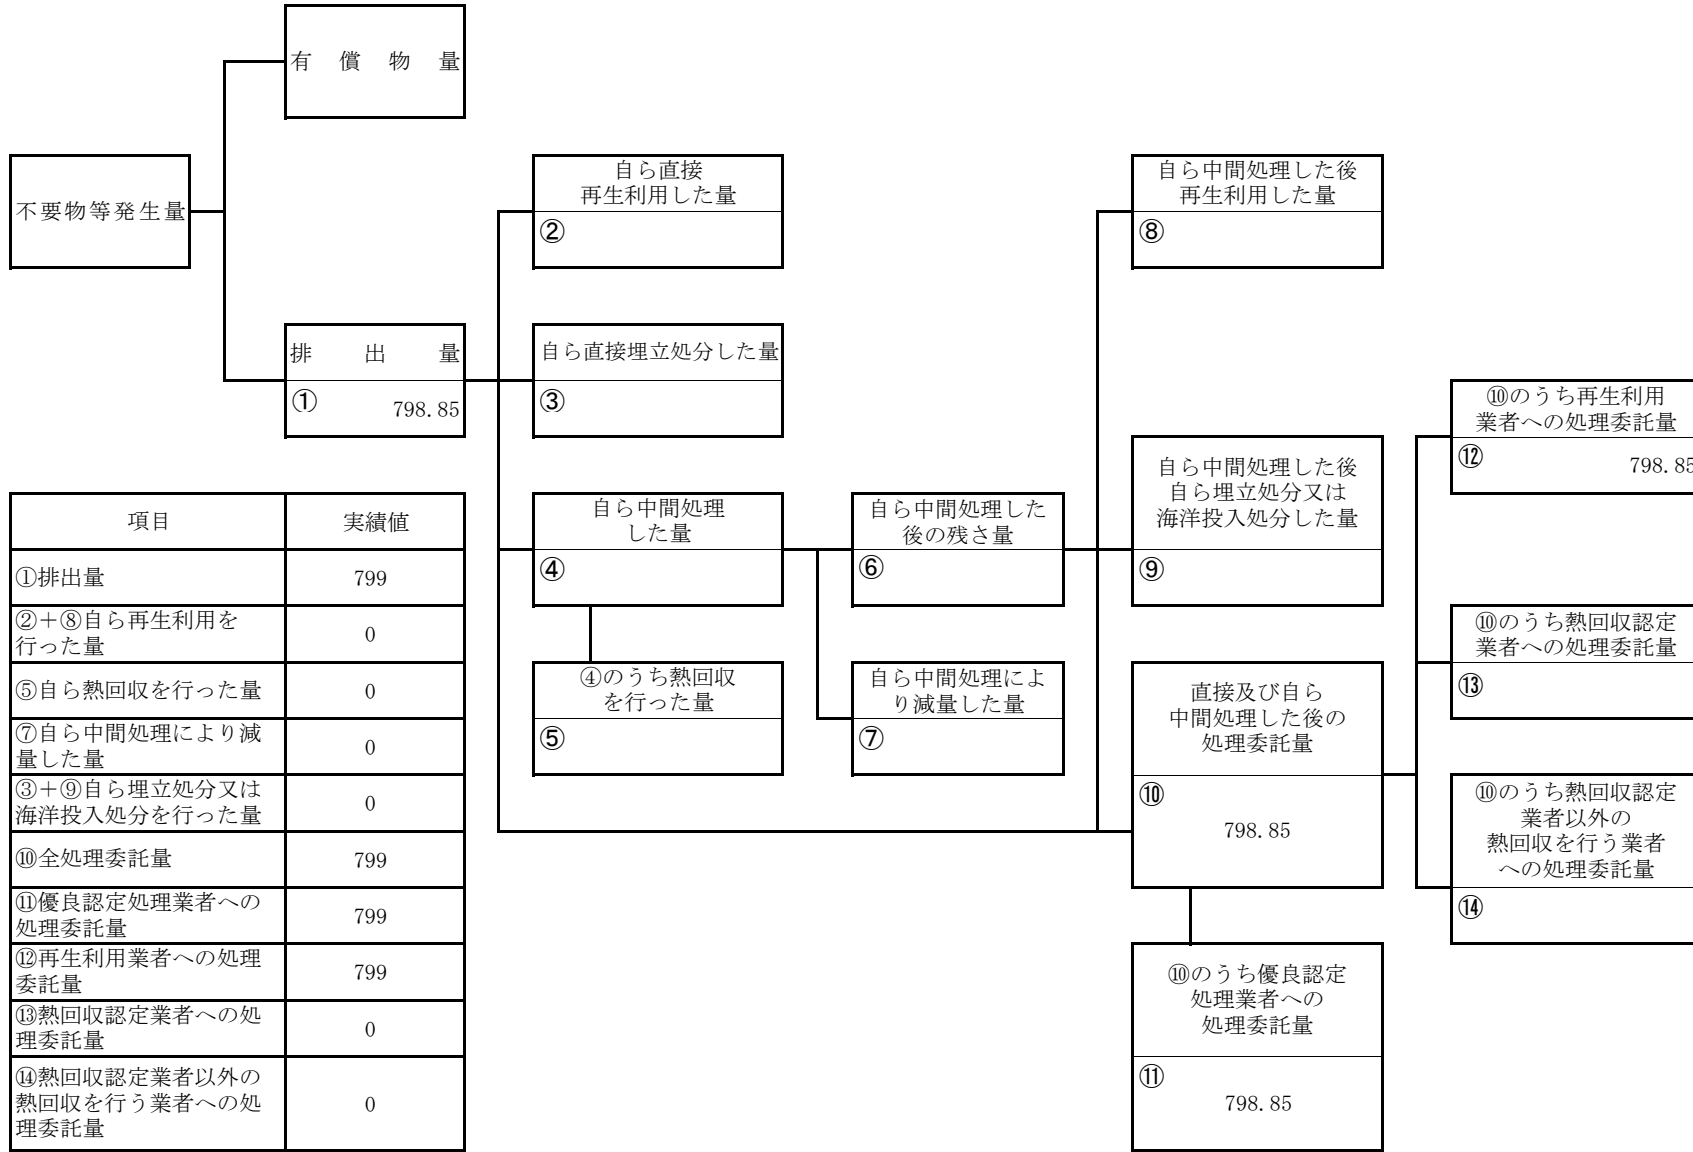 有償物量
不要物等発生量
排出量
①
798.85
自ら直接
再生利用した量
②
自ら直接埋立処分した量
③
自ら中間処理
した量
④
④のうち熱回収
を行った量
⑤
自ら中間処理した
後の残さ量
⑥
自ら中間処理によ
り減量した量
⑦
自ら中間処理した後
再生利用した量
⑧
自ら中間処理した後
自ら埋立処分又は
海洋投入処分した量
⑨
直接及び自ら
中間処理した後の
処理委託量
⑩
798.85
⑩のうち優良認定
処理業者への
処理委託量
⑪
798.85
⑩のうち再生利用
業者への処理委託量
⑫
798.85
⑩のうち熱回収認定
業者への処理委託量
⑬
⑩のうち熱回収認定
業者以外の
熱回収を行う業者
への処理委託量
⑭
項目 実績値
①排出量 799
②+⑧自ら再生利用を
行った量 0
⑤自ら熱回収を行った量 0
⑦自ら中間処理により減
量した量 0
③+⑨自ら埋立処分又は
海洋投入処分を行った量 0
⑩全処理委託量 799
⑪優良認定処理業者への
処理委託量 799
⑫再生利用業者への処理
委託量 799
⑬熱回収認定業者への処
理委託量 0
⑭熱回収認定業者以外の
熱回収を行う業者への処 0
理委託量